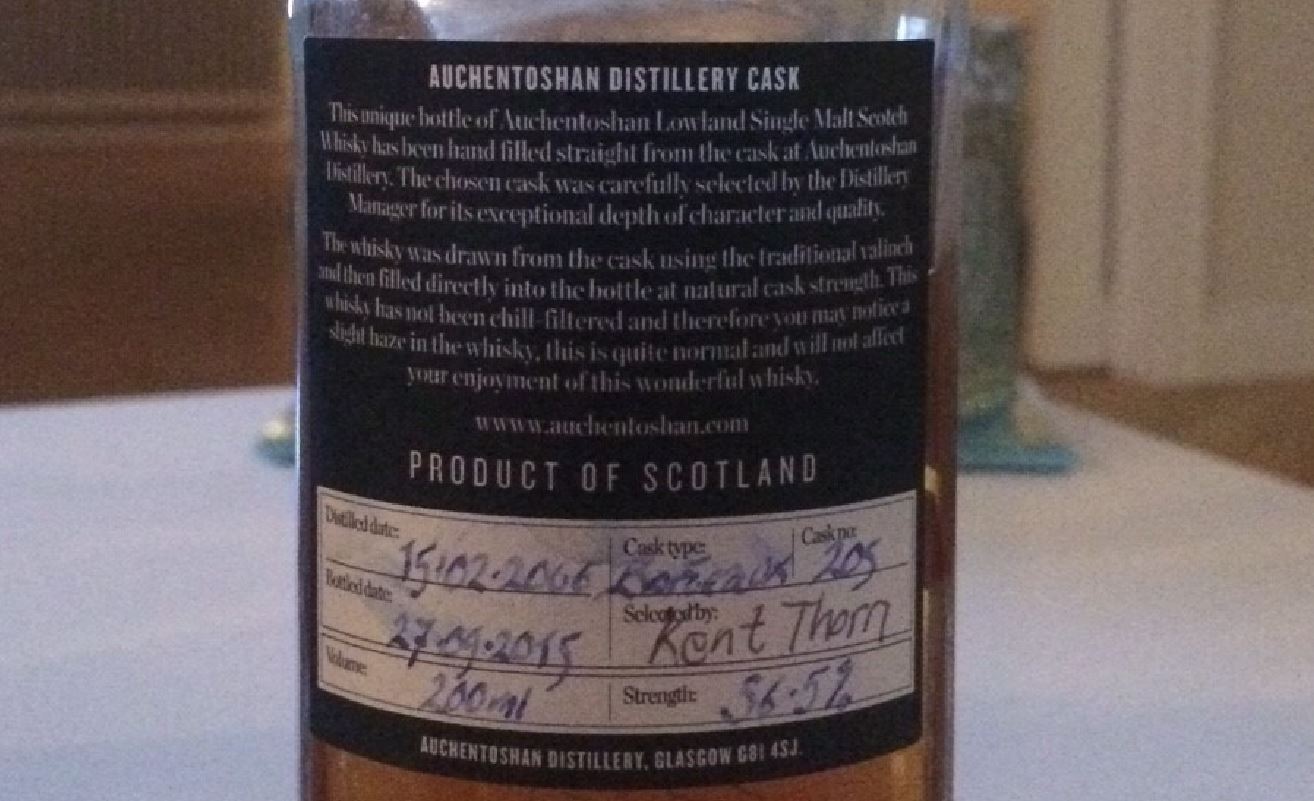 AUCHENTOSHAN DISTILLERY CASK
This unique bottle of Auchentoshan Lowland Single Malt Scotch
Whisky has been hand filled straight from the cask at Auchentoshan
Distillery. The chosen cask was carefully selected by the Distillery
Manager for its exceptional depth of character and quality.
The whisky was drawn from the cask using the traditional valinch
and then filled directly into the bottle at natural cask strength. This
whisky has not been chill-filtered and therefore you may notice a
slight haze in the whisky, this is quite normal and will not affect
your enjoyment of this wonderful whisky.
www.auchentoshan.com
PRODUCT OF SCOTLAND
Distilled date: 15.02.2006 Cask type: Cask no: 205
Bottled date: 27.09.2015 Selected by: Kent Thorn
Volume: 200ml Strength: 56.5%
AUCHENTOSHAN DISTILLERY, GLASGOW G81 4SJ.